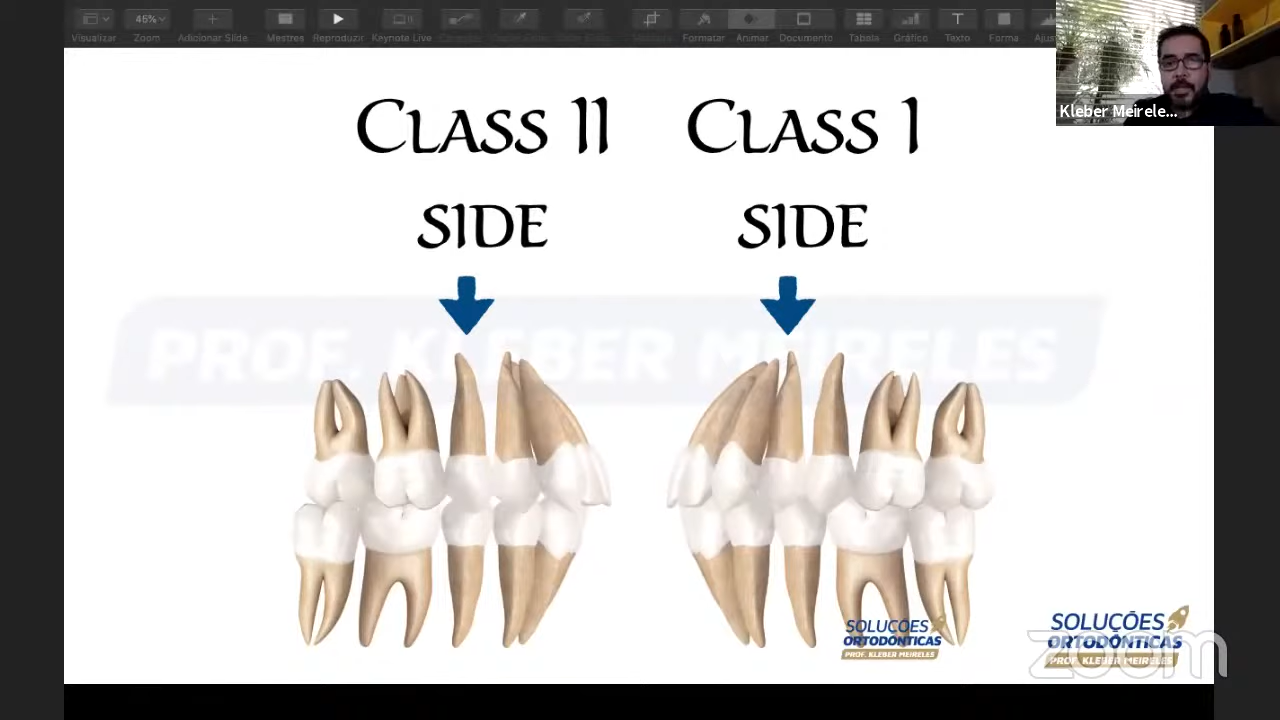 45%
Visualizar Zoom Adicionar Slide Mestres Reproduzir Keynote Live Formatar Animar Documento Tabela Gráfico Texto Forma
Kleber Meirele...
CLASS II CLASS I
SIDE SIDE
PROF. KLEBER MEIRELES
SOLUÇÕES
ORTODÔNTICAS
PROF. KLEBER MEIRELES
SOLUÇÕES
ORTODÔNTICAS
PROF. KLEBER MEIRELES
zoom